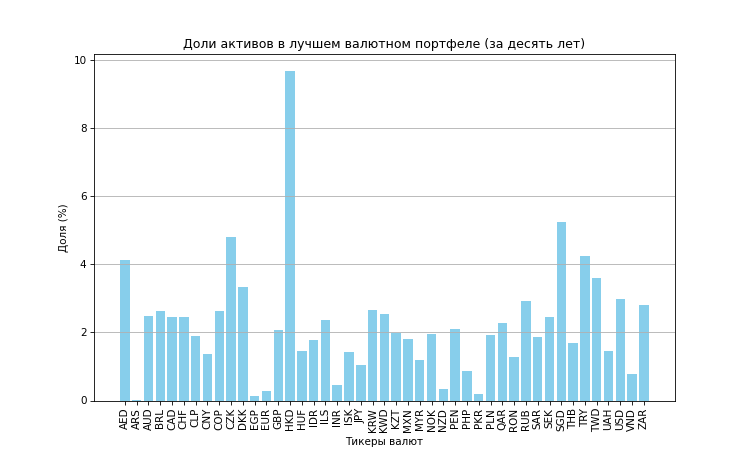 Доли активов в лучшем валютном портфеле (за десять лет)
Доля (%)
10
8
6
4
2
0
AED ARS AUD BRL CAD CHF CLP CNY COP CZK DKK EGP EUR GBP HKD HUF IDR ILS INR ISK JPY KRW KWD KZT MXN MYR NOK NZD PEN PHP PKR PLN QAR RON RUB SAR SEK SGD THB TRY TWD UAH USD VND ZAR
Тикеры валют